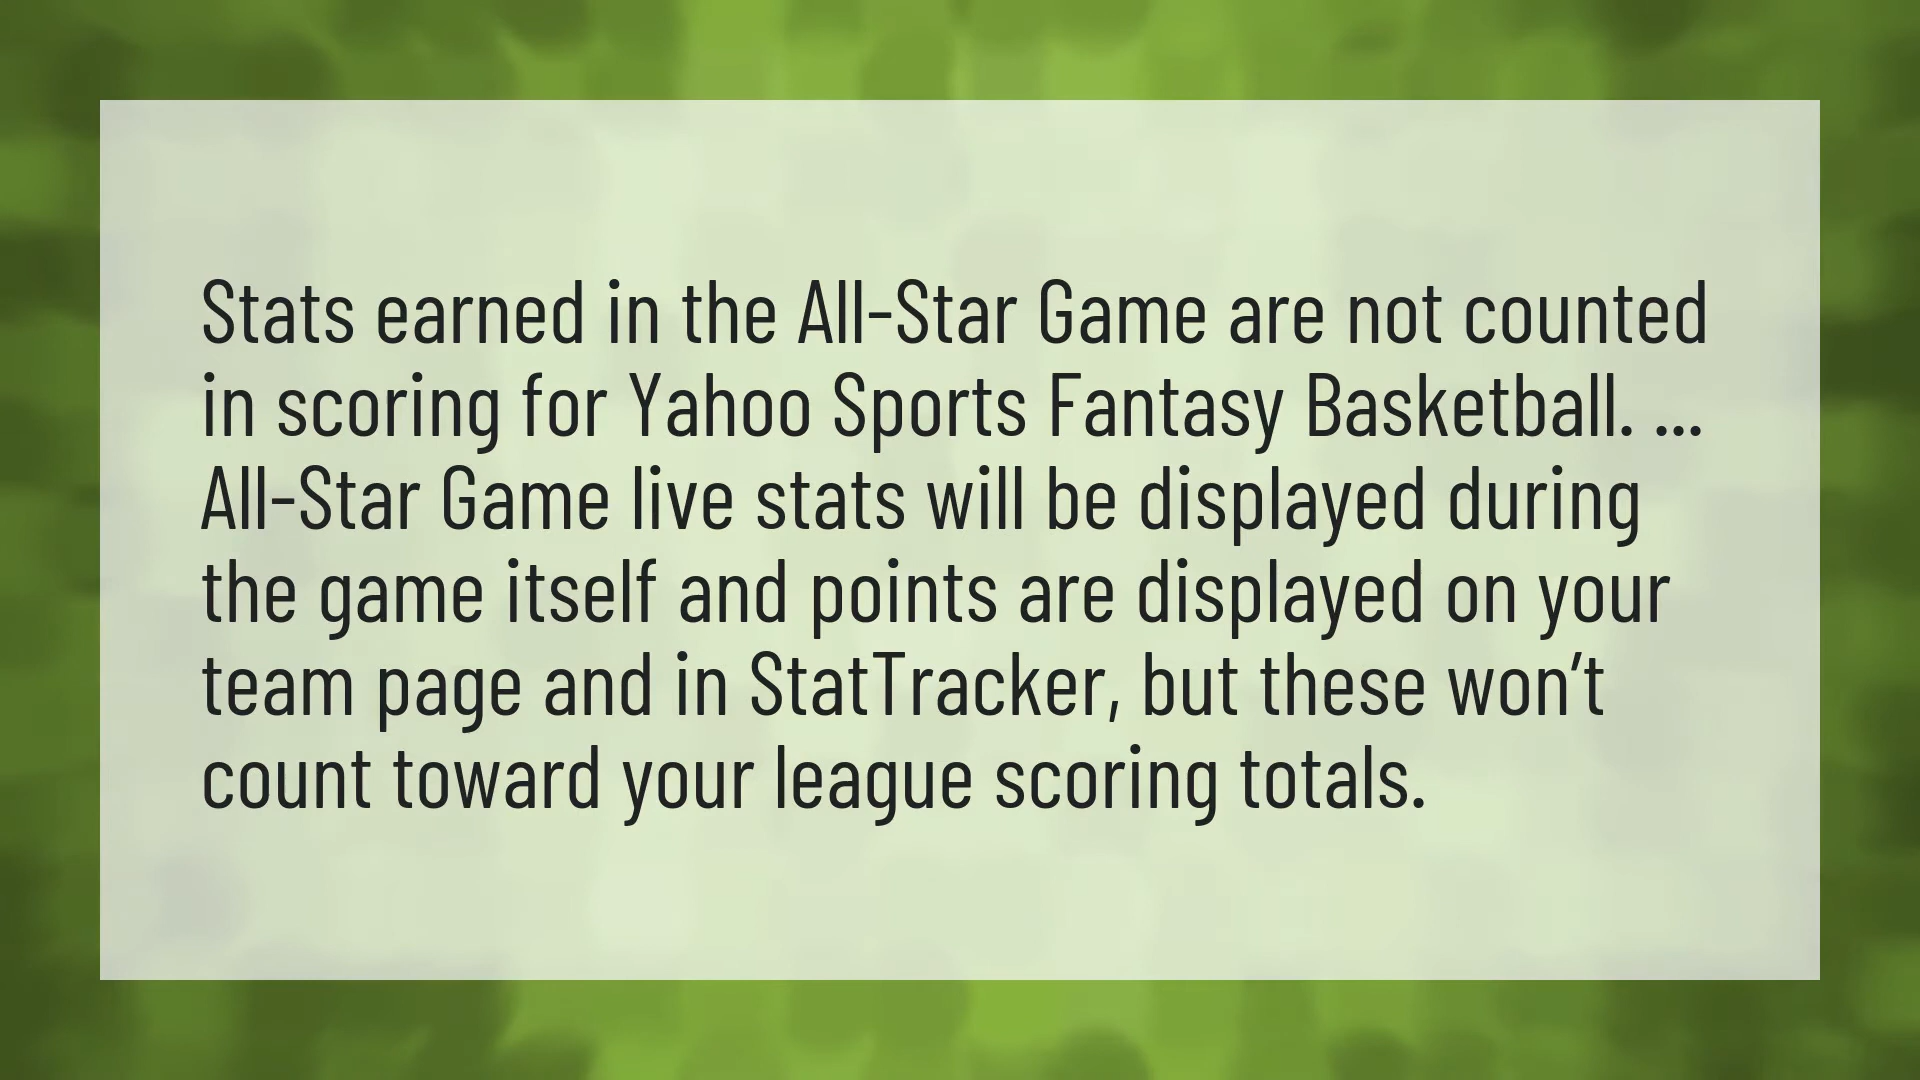 Stats earned in the All-Star Game are not counted
in scoring for Yahoo Sports Fantasy Basketball. ...
All-Star Game live stats will be displayed during
the game itself and points are displayed on your
team page and in StatTracker, but these won’t
count toward your league scoring totals.